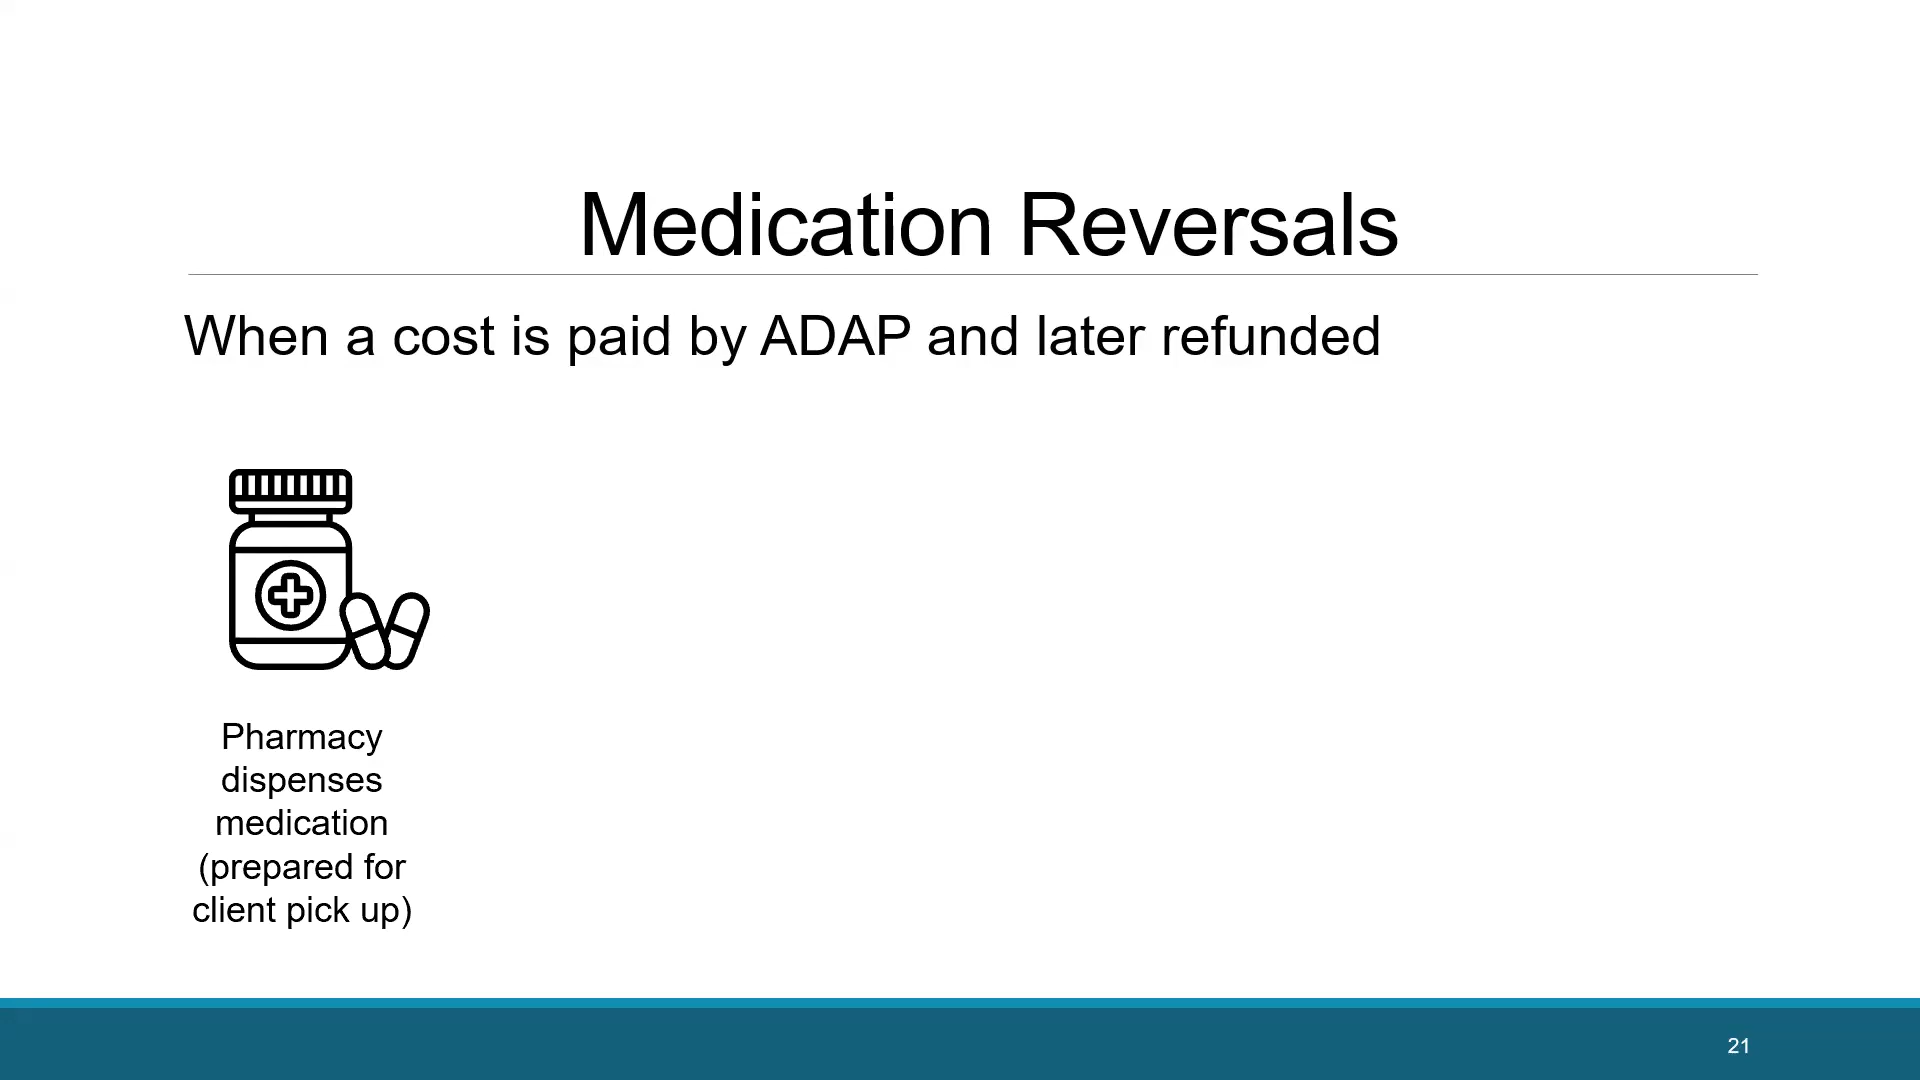 Medication Reversals
When a cost is paid by ADAP and later refunded
Pharmacy
dispenses
medication
(prepared for
client pick up)
21